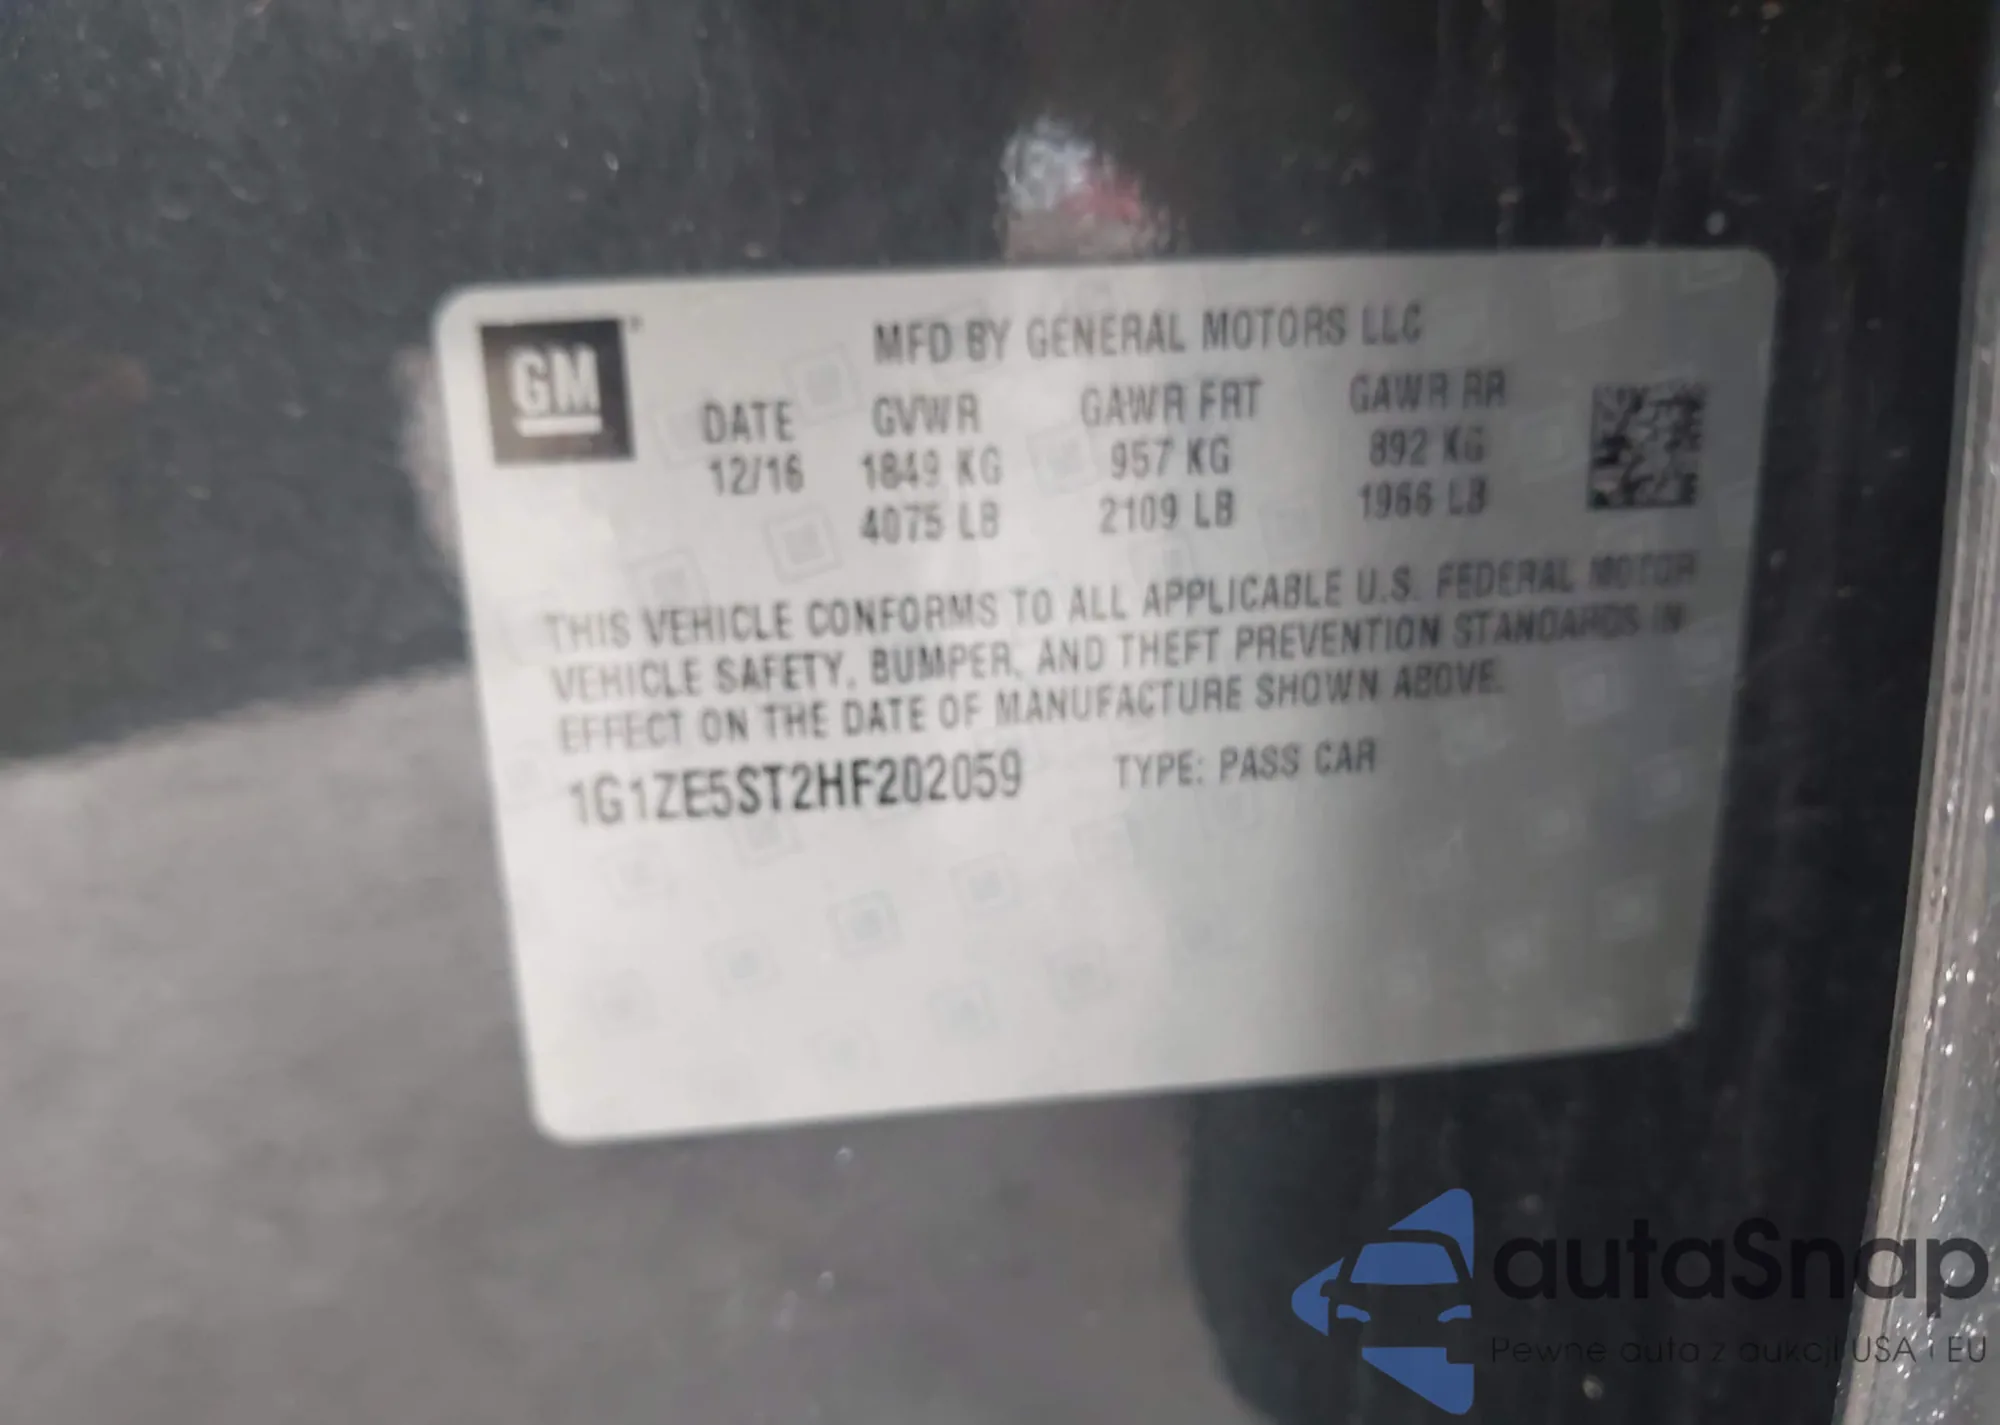 GM
MFD BY GENERAL MOTORS LLC
DATE GVWR GAWR FRT GAWR RR
12/16 1849 KG 957 KG 892 KG
4075 LB 2109 LB 1966 LB
THIS VEHICLE CONFORMS TO ALL APPLICABLE U.S. FEDERAL MOTOR
VEHICLE SAFETY, BUMPER, AND THEFT PREVENTION STANDARDS IN
EFFECT ON THE DATE OF MANUFACTURE SHOWN ABOVE.
1G1ZE5ST2HF202059 TYPE: PASS CAR
autaSnap
Pewne auta z aukcji USA i EU